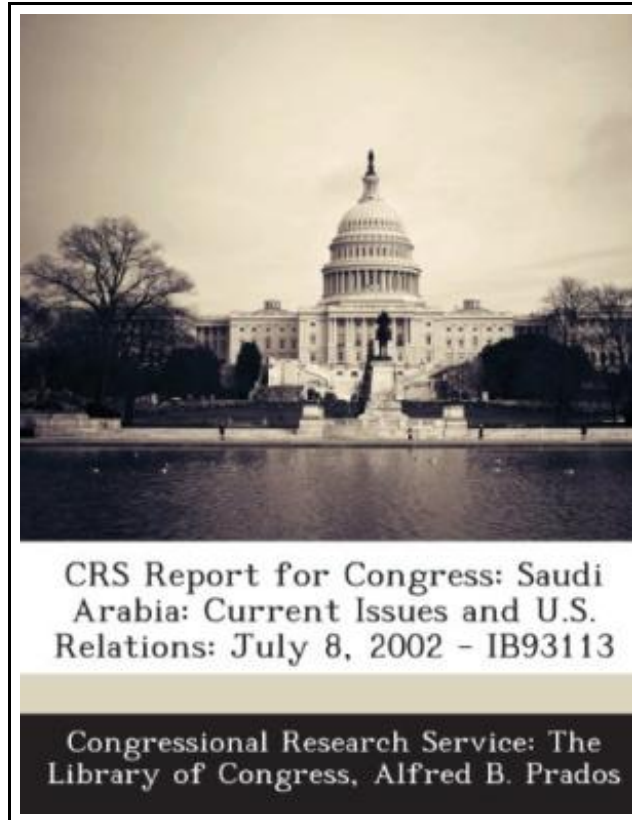 CRS Report for Congress: Saudi
Arabia: Current Issues and U.S.
Relations: July 8, 2002 - IB93113
Congressional Research Service: The
Library of Congress, Alfred B. Prados